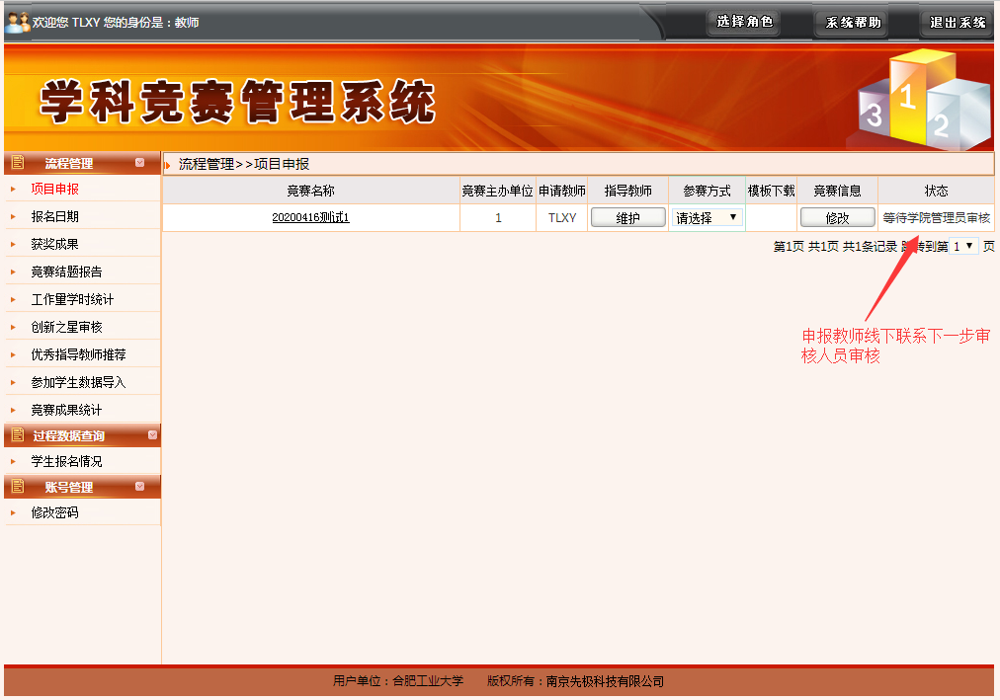 欢迎您 TLXY 您的身份是：教师
选择角色 系统帮助 退出系统
学科竞赛管理系统
3 1 2
流程管理
项目申报
报名日期
获奖成果
竞赛结题报告
工作量学时统计
创新之星审核
优秀指导教师推荐
参加学生数据导入
竞赛成果统计
过程数据查询
学生报名情况
账号管理
修改密码
流程管理>>项目申报
竞赛名称 竞赛主办单位 申请教师 指导教师 参赛方式 模板下载 竞赛信息 状态
20200416测试1 1 TLXY 维护 请选择 修改 等待学院管理员审核
第1页 共1页 共1条记录 跳转到第 1 页
申报教师线下联系下一步审
核人员审核
用户单位：合肥工业大学 版权所有：南京先极科技有限公司